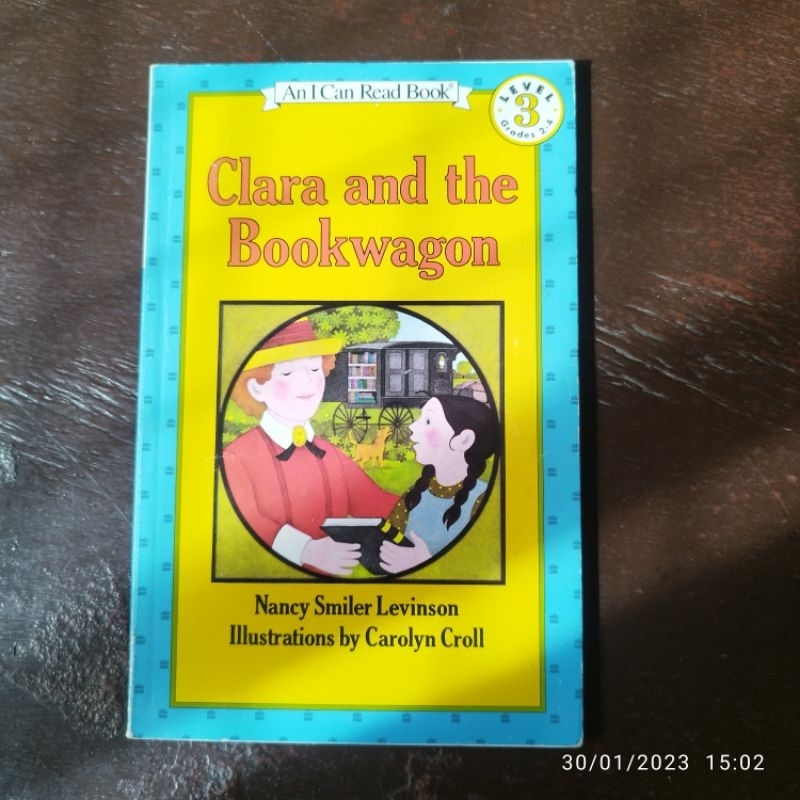 An I Can Read Book®
LEVEL
3
Grades 2-4
Clara and the
Bookwagon
Nancy Smiler Levinson
Illustrations by Carolyn Croll
30/01/2023 15:02